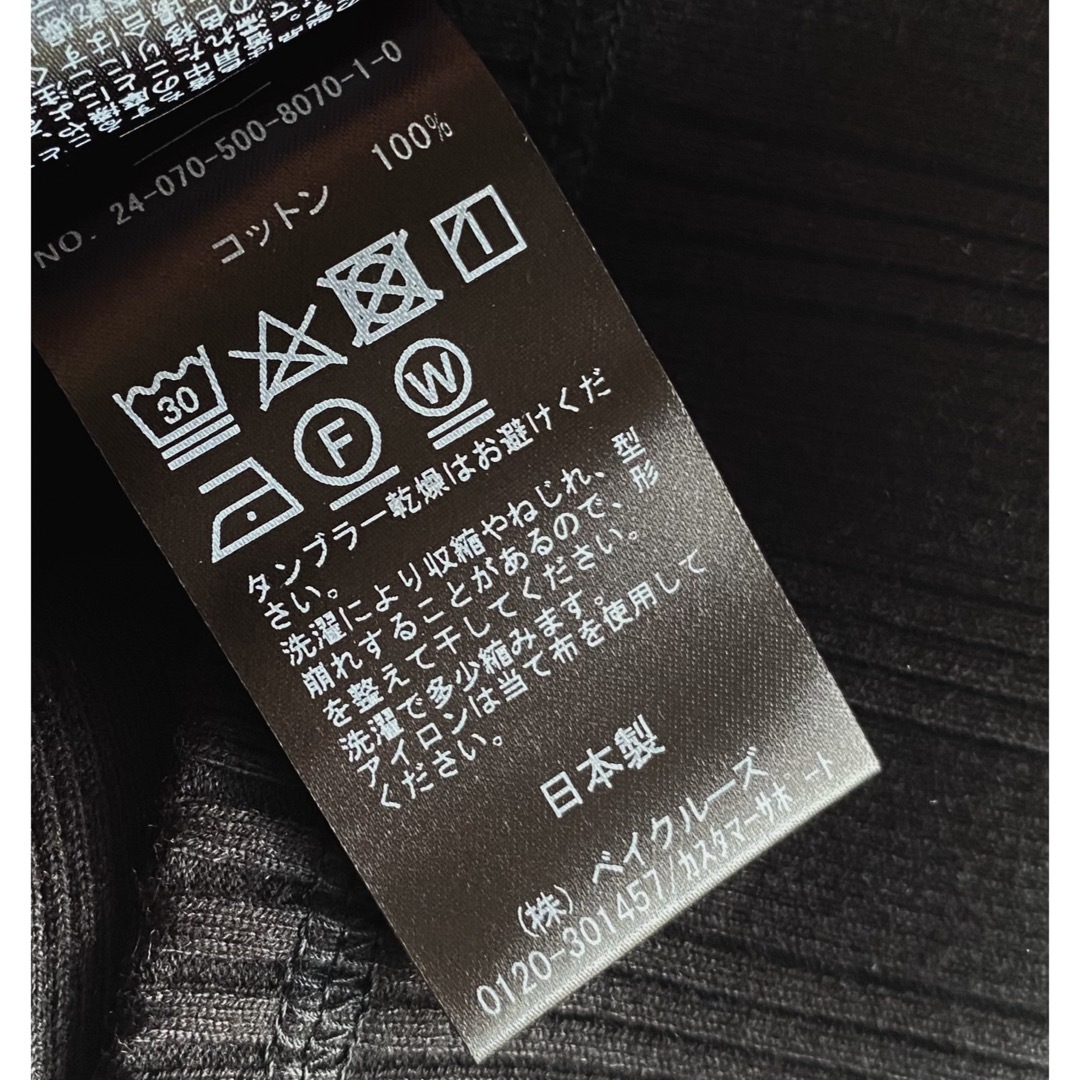 NO. 24-070-500-8070-1-0
コットン 100%
30
F
W
タンブラー乾燥はお避けくだ
さい。
洗濯により収縮やねじれ、型
崩れすることがあるので、形
を整えて干してください。
洗濯で多少縮みます。
アイロンは当て布を使用して
ください。
日本製
(株) ベイクルーズ
0120-301457/カスタマーサポート